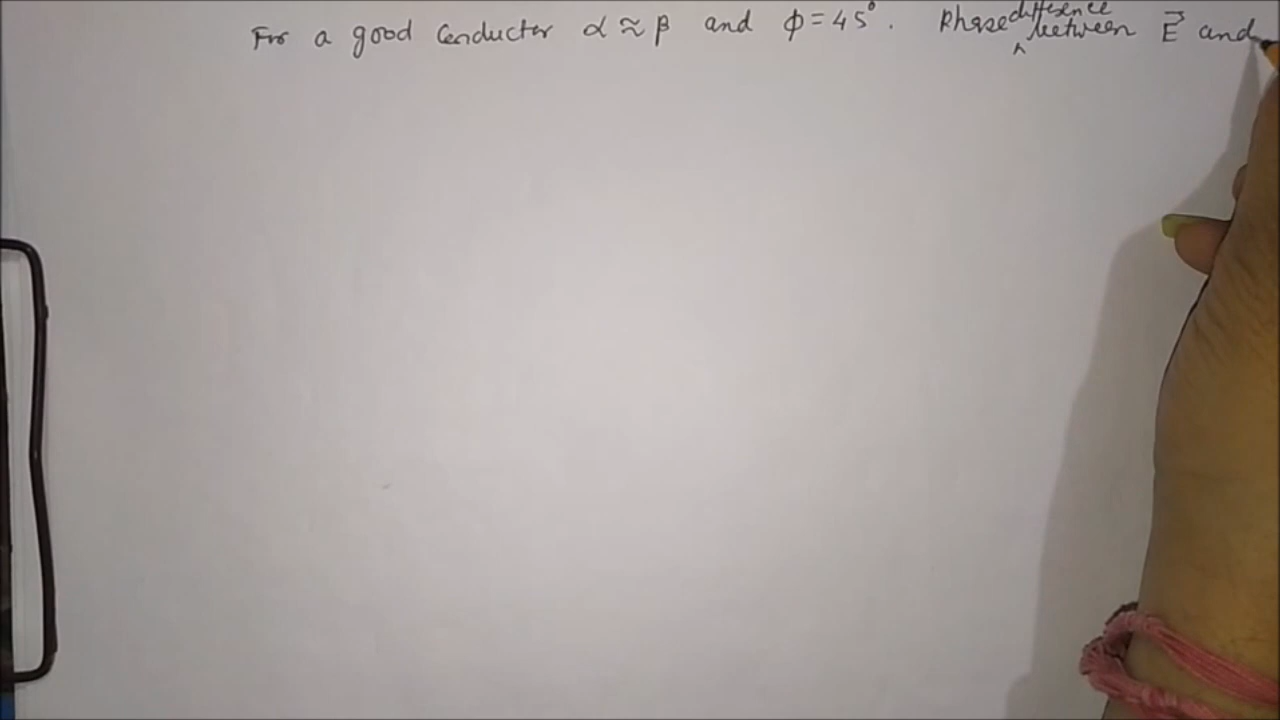 For a good conductor α ≈ β and ϕ = 45°. Phase difference between E⃗ and